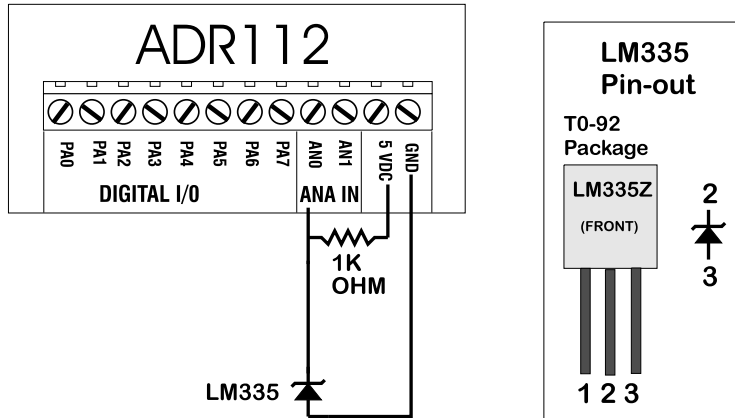 ADR112
PA0 PA1 PA2 PA3 PA4 PA5 PA6 PA7 AN0 AN1 5 VDC GND
DIGITAL I/0 ANA IN
1K
OHM
LM335
LM335
Pin-out
T0-92
Package
LM335Z
(FRONT)
2
3
1 2 3